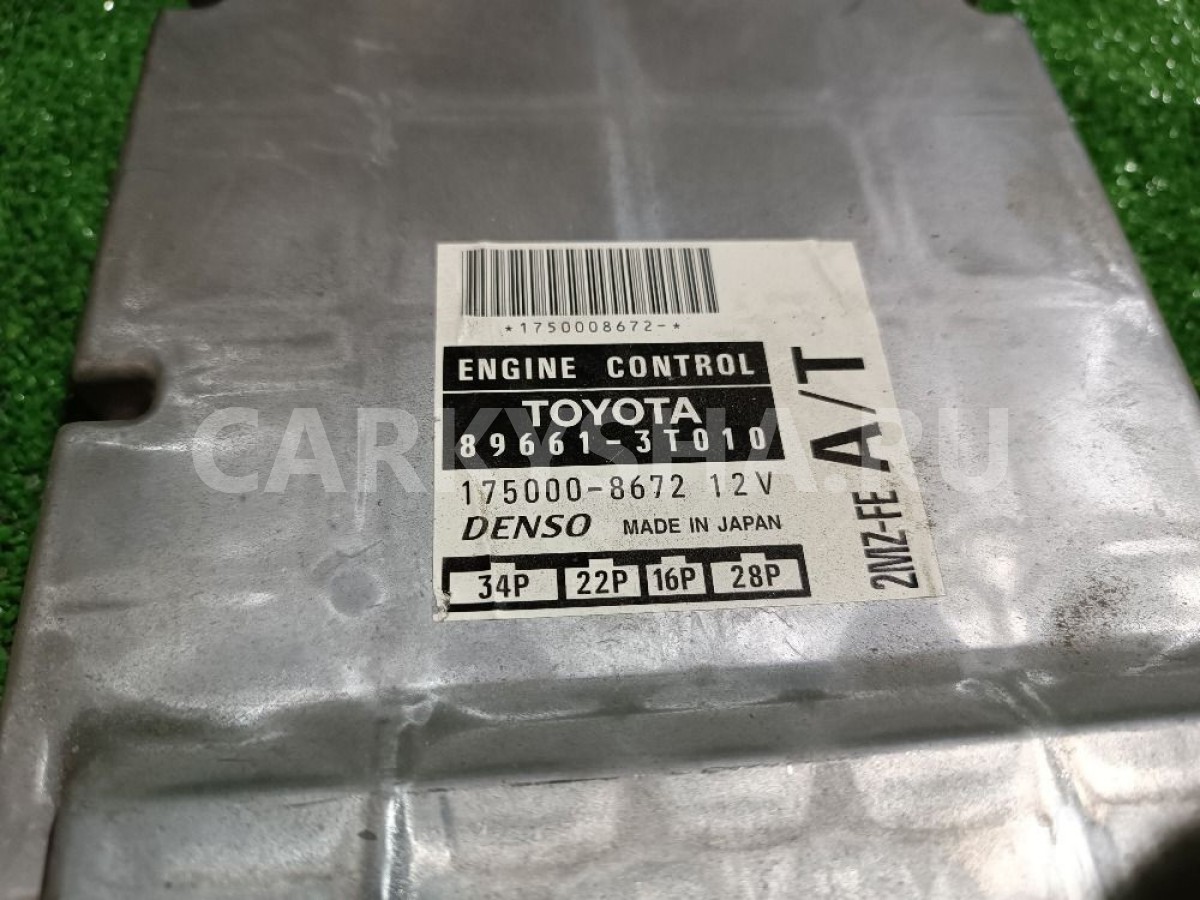 *1750008672-*
ENGINE CONTROL
TOYOTA
89661-3T010
175000-8672 12V
DENSO MADE IN JAPAN
34P 22P 16P 28P
2MZ-FE A/T
CARKYSHA.RU